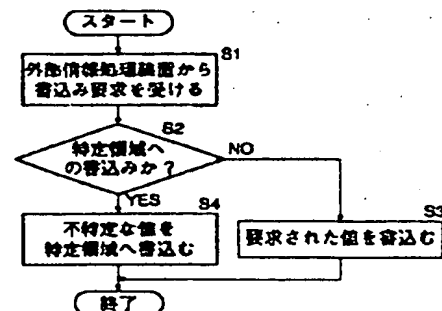 スタート
S1
外部情報処理装置から
書込み要求を受ける
S2
特定領域へ
の書込みか？
NO
YES
S4
不特定な値を
特定領域へ書込む
S3
要求された値を書込む
終了